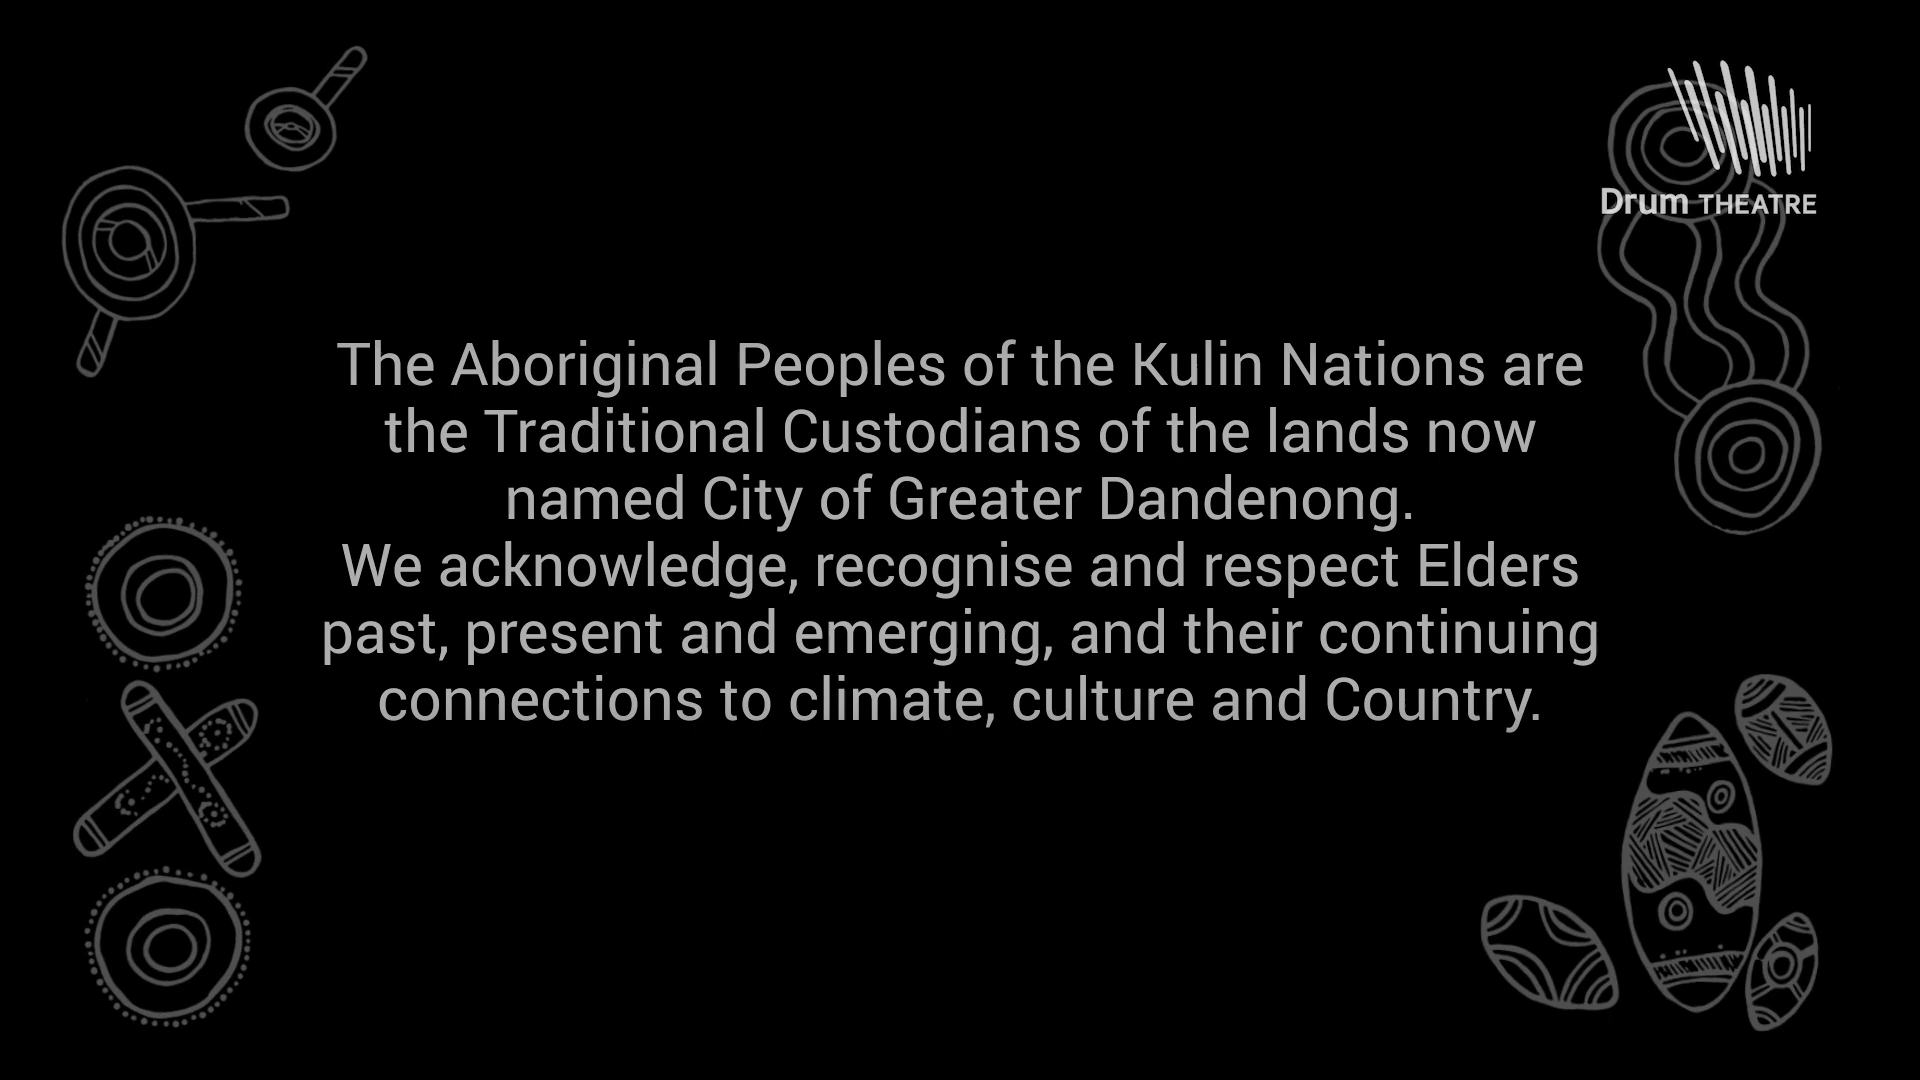 Drum THEATRE
The Aboriginal Peoples of the Kulin Nations are
the Traditional Custodians of the lands now
named City of Greater Dandenong.
We acknowledge, recognise and respect Elders
past, present and emerging, and their continuing
connections to climate, culture and Country.